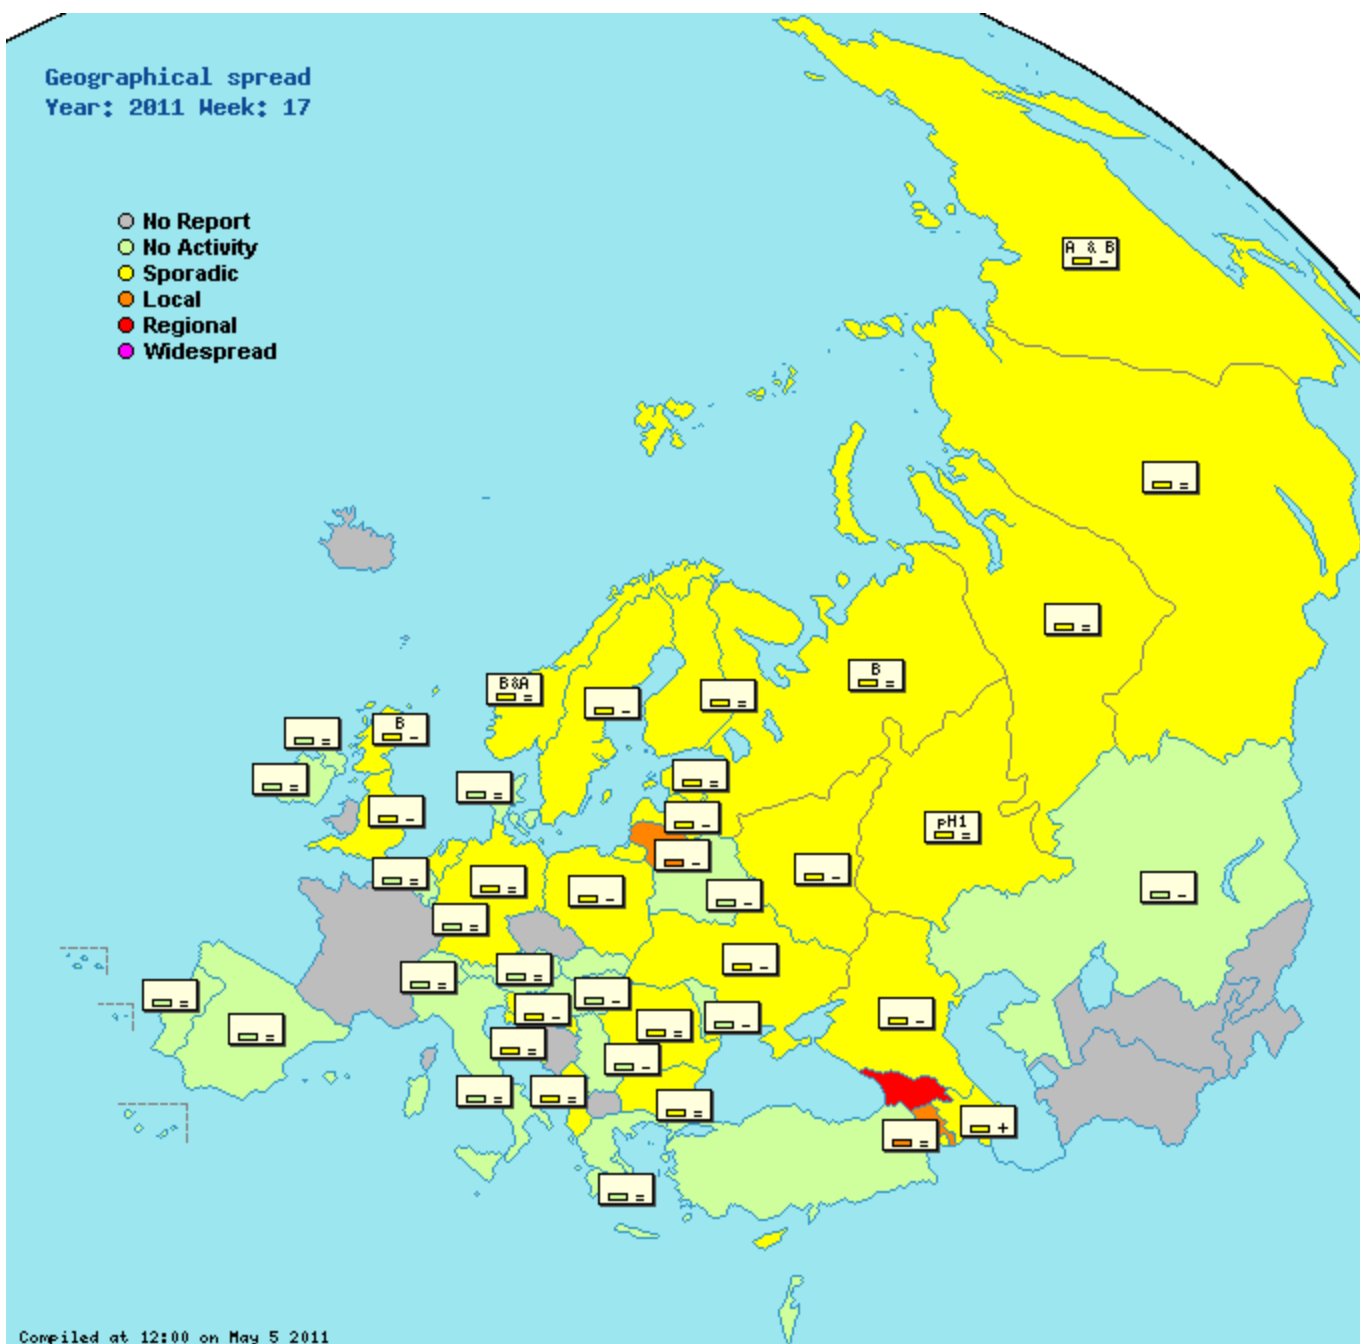 Geographical spread
Year: 2011 Week: 17
No Report
No Activity
Sporadic
Local
Regional
Widespread
A & B
B
B&A
B
pH1
Compiled at 12:00 on May 5 2011